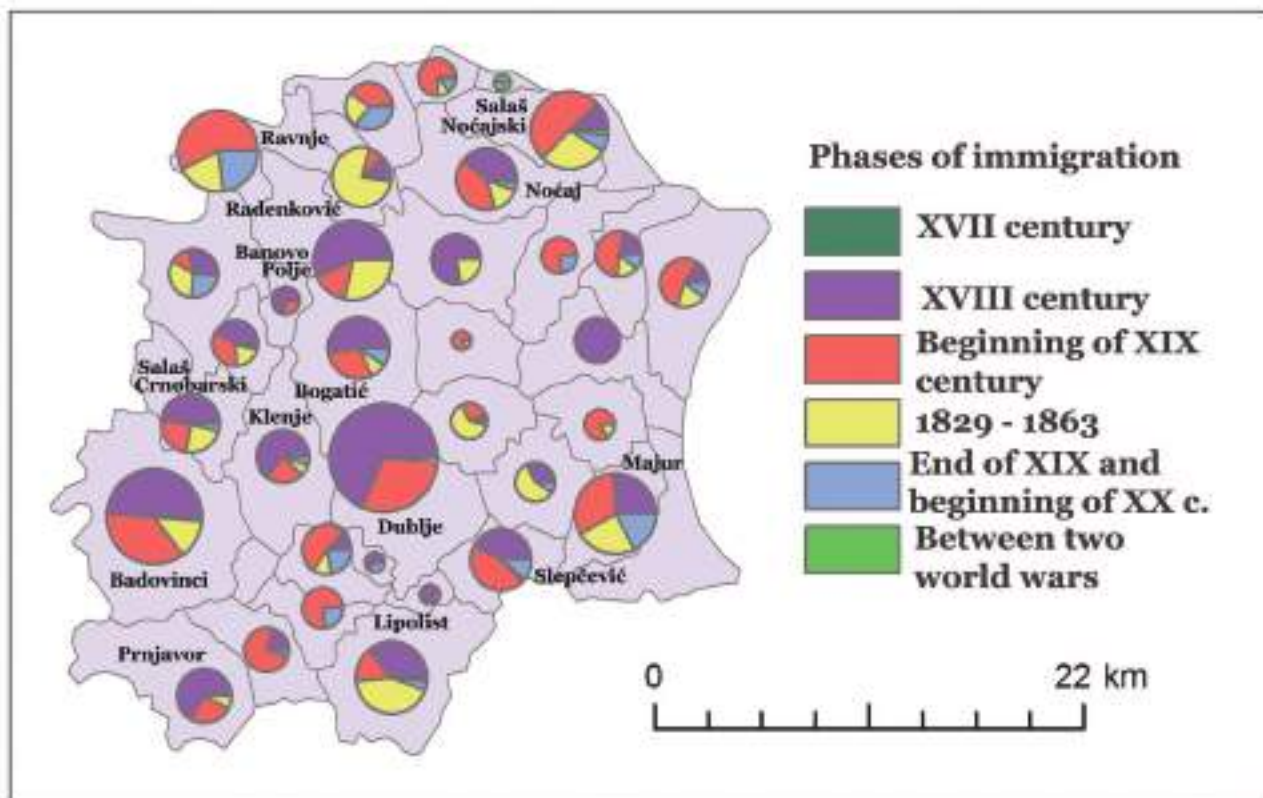 Salaš
Noćajski
Ravnje
Noćaj
Radenković
Banovo
Polje
Salaš
Crnobarski
Bogatić
Klenje
Majur
Dublje
Badovinci
Slepčević
Lipolist
Prnjavor
Phases of immigration
XVII century
XVIII century
Beginning of XIX
century
1829 - 1863
End of XIX and
beginning of XX c.
Between two
world wars
0 22 km